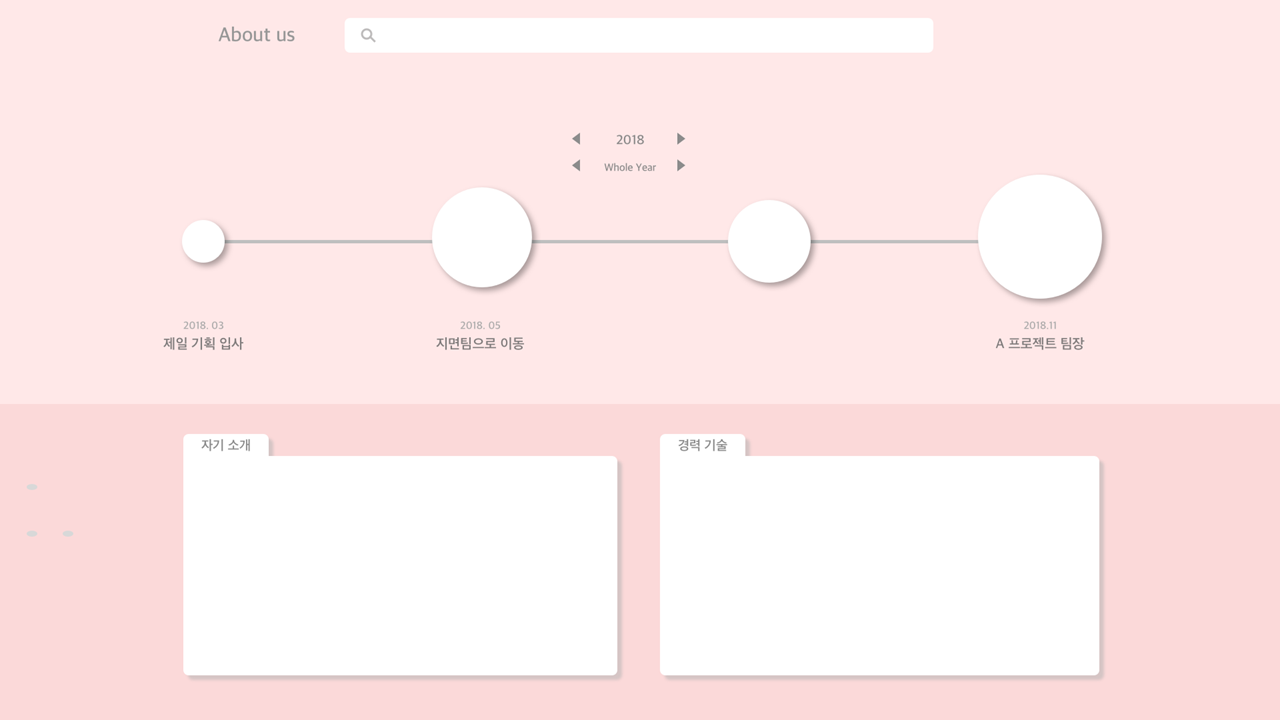 About us
2018
Whole Year
2018. 03
제일 기획 입사
2018. 05
지면팀으로 이동
2018.11
A 프로젝트 팀장
자기 소개
경력 기술